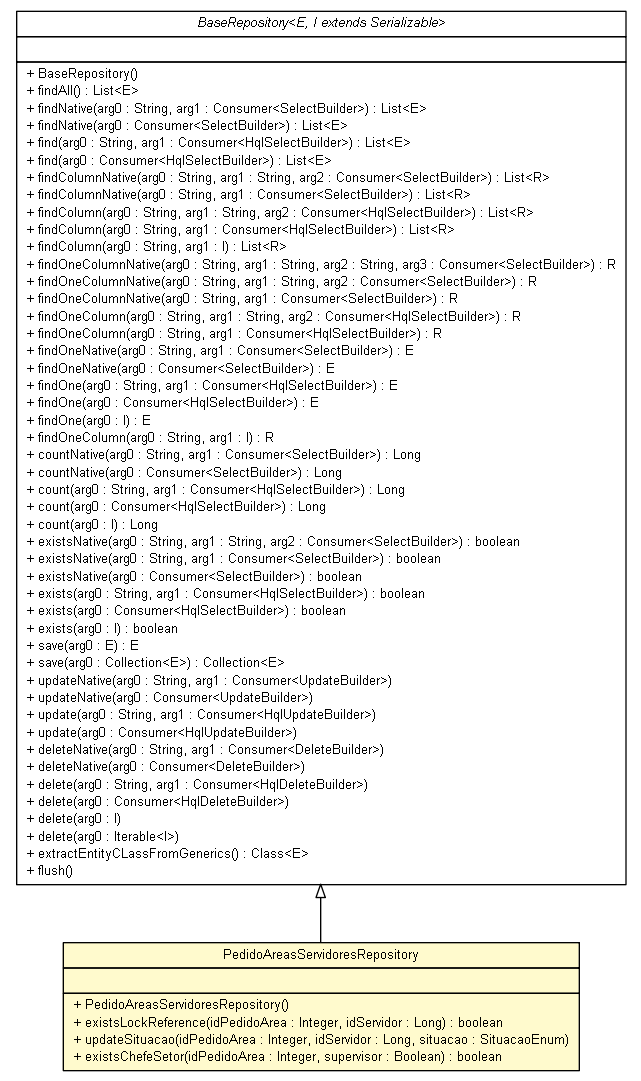 BaseRepository<E, I extends Serializable>
+ BaseRepository()
+ findAll() : List<E>
+ findNative(arg0 : String, arg1 : Consumer<SelectBuilder>) : List<E>
+ findNative(arg0 : Consumer<SelectBuilder>) : List<E>
+ find(arg0 : String, arg1 : Consumer<HqlSelectBuilder>) : List<E>
+ find(arg0 : Consumer<HqlSelectBuilder>) : List<E>
+ findColumnNative(arg0 : String, arg1 : String, arg2 : Consumer<SelectBuilder>) : List<R>
+ findColumnNative(arg0 : String, arg1 : Consumer<SelectBuilder>) : List<R>
+ findColumn(arg0 : String, arg1 : String, arg2 : Consumer<HqlSelectBuilder>) : List<R>
+ findColumn(arg0 : String, arg1 : Consumer<HqlSelectBuilder>) : List<R>
+ findColumn(arg0 : String, arg1 : I) : List<R>
+ findOneColumnNative(arg0 : String, arg1 : String, arg2 : String, arg3 : Consumer<SelectBuilder>) : R
+ findOneColumnNative(arg0 : String, arg1 : String, arg2 : Consumer<SelectBuilder>) : R
+ findOneColumnNative(arg0 : String, arg1 : Consumer<SelectBuilder>) : R
+ findOneColumn(arg0 : String, arg1 : String, arg2 : Consumer<HqlSelectBuilder>) : R
+ findOneColumn(arg0 : String, arg1 : Consumer<HqlSelectBuilder>) : R
+ findOneNative(arg0 : String, arg1 : Consumer<SelectBuilder>) : E
+ findOneNative(arg0 : Consumer<SelectBuilder>) : E
+ findOne(arg0 : String, arg1 : Consumer<HqlSelectBuilder>) : E
+ findOne(arg0 : Consumer<HqlSelectBuilder>) : E
+ findOne(arg0 : I) : E
+ findOneColumn(arg0 : String, arg1 : I) : R
+ countNative(arg0 : String, arg1 : Consumer<SelectBuilder>) : Long
+ countNative(arg0 : Consumer<SelectBuilder>) : Long
+ count(arg0 : String, arg1 : Consumer<HqlSelectBuilder>) : Long
+ count(arg0 : Consumer<HqlSelectBuilder>) : Long
+ count(arg0 : I) : Long
+ existsNative(arg0 : String, arg1 : String, arg2 : Consumer<SelectBuilder>) : boolean
+ existsNative(arg0 : String, arg1 : Consumer<SelectBuilder>) : boolean
+ existsNative(arg0 : Consumer<SelectBuilder>) : boolean
+ exists(arg0 : String, arg1 : Consumer<HqlSelectBuilder>) : boolean
+ exists(arg0 : Consumer<HqlSelectBuilder>) : boolean
+ exists(arg0 : I) : boolean
+ save(arg0 : E) : E
+ save(arg0 : Collection<E>) : Collection<E>
+ updateNative(arg0 : String, arg1 : Consumer<UpdateBuilder>)
+ updateNative(arg0 : Consumer<UpdateBuilder>)
+ update(arg0 : String, arg1 : Consumer<HqlUpdateBuilder>)
+ update(arg0 : Consumer<HqlUpdateBuilder>)
+ deleteNative(arg0 : String, arg1 : Consumer<DeleteBuilder>)
+ deleteNative(arg0 : Consumer<DeleteBuilder>)
+ delete(arg0 : String, arg1 : Consumer<HqlDeleteBuilder>)
+ delete(arg0 : Consumer<HqlDeleteBuilder>)
+ delete(arg0 : I)
+ delete(arg0 : Iterable<I>)
+ extractEntityCLassFromGenerics() : Class<E>
+ flush()
PedidoAreasServidoresRepository
+ PedidoAreasServidoresRepository()
+ existsLockReference(idPedidoArea : Integer, idServidor : Long) : boolean
+ updateSituacao(idPedidoArea : Integer, idServidor : Long, situacao : SituacaoEnum)
+ existsChefeSetor(idPedidoArea : Integer, supervisor : Boolean) : boolean